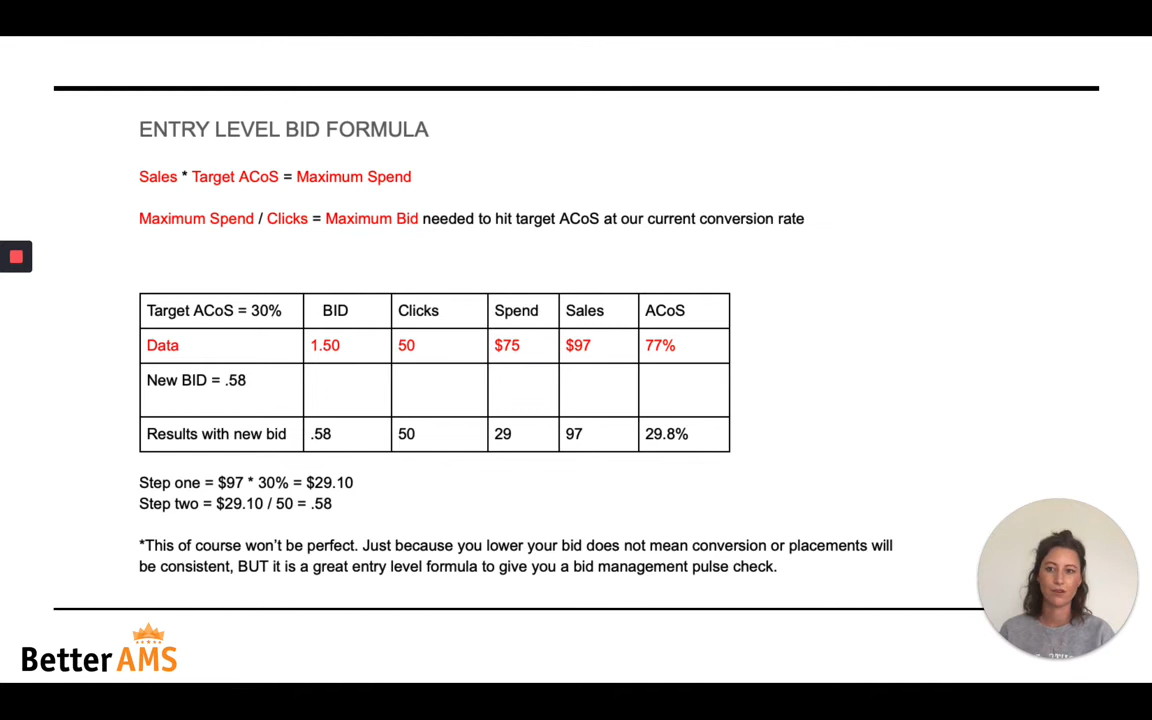 ENTRY LEVEL BID FORMULA
Sales * Target ACoS = Maximum Spend
Maximum Spend / Clicks = Maximum Bid needed to hit target ACoS at our current conversion rate
Target ACoS = 30% BID Clicks Spend Sales ACoS
Data 1.50 50 $75 $97 77%
New BID = .58
Results with new bid .58 50 29 97 29.8%
Step one = $97 * 30% = $29.10
Step two = $29.10 / 50 = .58
*This of course won't be perfect. Just because you lower your bid does not mean conversion or placements will
be consistent, BUT it is a great entry level formula to give you a bid management pulse check.
BetterAMS